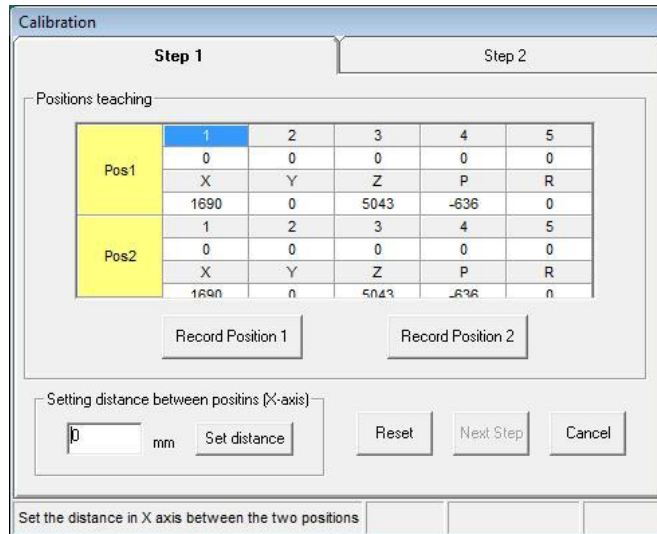 Calibration
Step 1 Step 2
Positions teaching
Pos1 1 2 3 4 5
0 0 0 0 0
X Y Z P R
1690 0 5043 -636 0
Pos2 1 2 3 4 5
0 0 0 0 0
X Y Z P R
1690 0 5043 -636 0
Record Position 1 Record Position 2
Setting distance between positins (X-axis)
0 mm Set distance Reset Next Step Cancel
Set the distance in X axis between the two positions